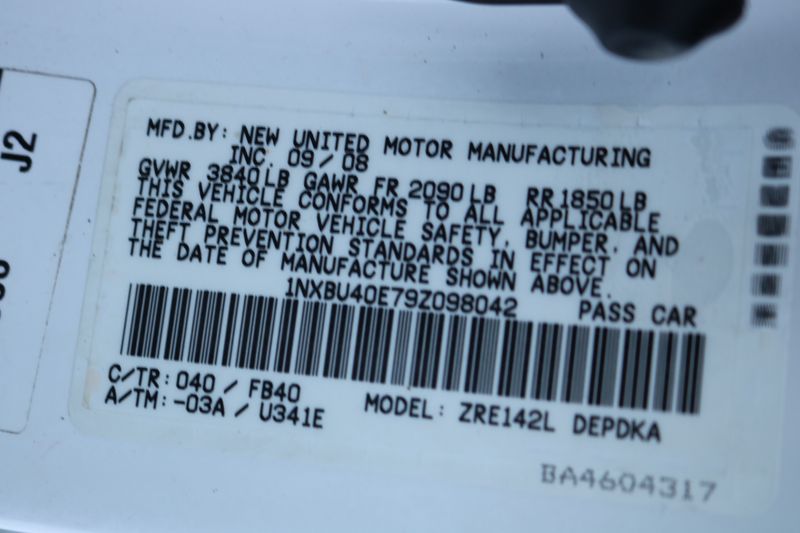 J2
MFD.BY: NEW UNITED MOTOR MANUFACTURING
INC. 09/08
GVWR 3840LB GAWR FR 2090LB RR1850LB
THIS VEHICLE CONFORMS TO ALL APPLICABLE
FEDERAL MOTOR VEHICLE SAFETY, BUMPER, AND
THEFT PREVENTION STANDARDS IN EFFECT ON
THE DATE OF MANUFACTURE SHOWN ABOVE.
1NXBU40E79Z098042 PASS CAR
C/TR: 040 / FB40
A/TM: -03A / U341E
MODEL: ZRE142L DEPDKA
BA4604317